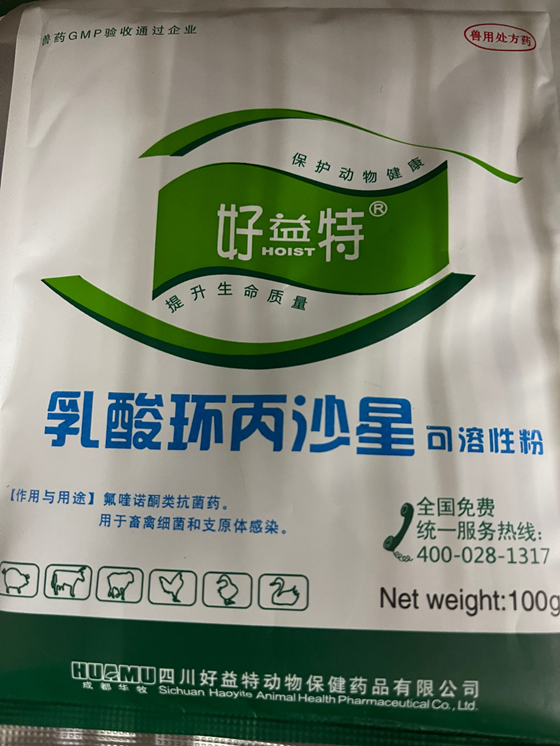 兽药GMP验收通过企业
兽用处方药
保护动物健康
好益特®
HOIST
提升生命质量
乳酸环丙沙星 可溶性粉
【作用与用途】氟喹诺酮类抗菌药。
用于畜禽细菌和支原体感染。
全国免费
统一服务热线:
400-028-1317
Net weight:100g
HUAMU 四川好益特动物保健药品有限公司
成都华牧 Sichuan Haoyite Animal Health Pharmaceutical Co., Ltd.